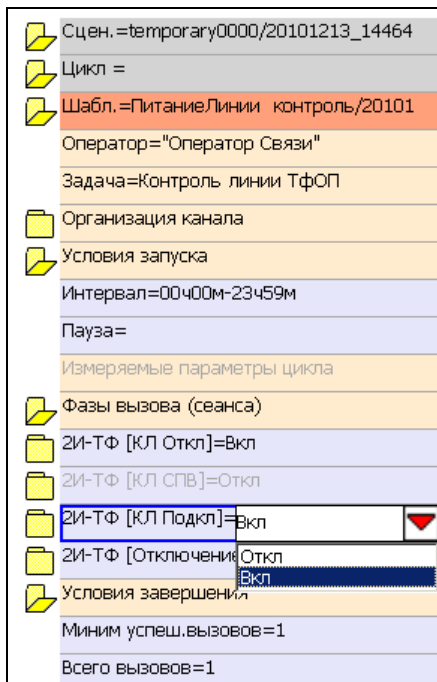 Сцен.=temporary0000/20101213_14464
Цикл =
Шабл.=ПитаниеЛинии контроль/20101
Оператор="Оператор Связи"
Задача=Контроль линии ТфОП
Организация канала
Условия запуска
Интервал=00ч00м-23ч59м
Пауза=
Измеряемые параметры цикла
Фазы вызова (сеанса)
2И-ТФ [КЛ Откл]=Вкл
2И-ТФ [КЛ СПВ]=Откл
2И-ТФ [КЛ Подкл]=Вкл
2И-ТФ [Отключение Откл
Вкл
Условия завершения
Миним успеш.вызовов=1
Всего вызовов=1